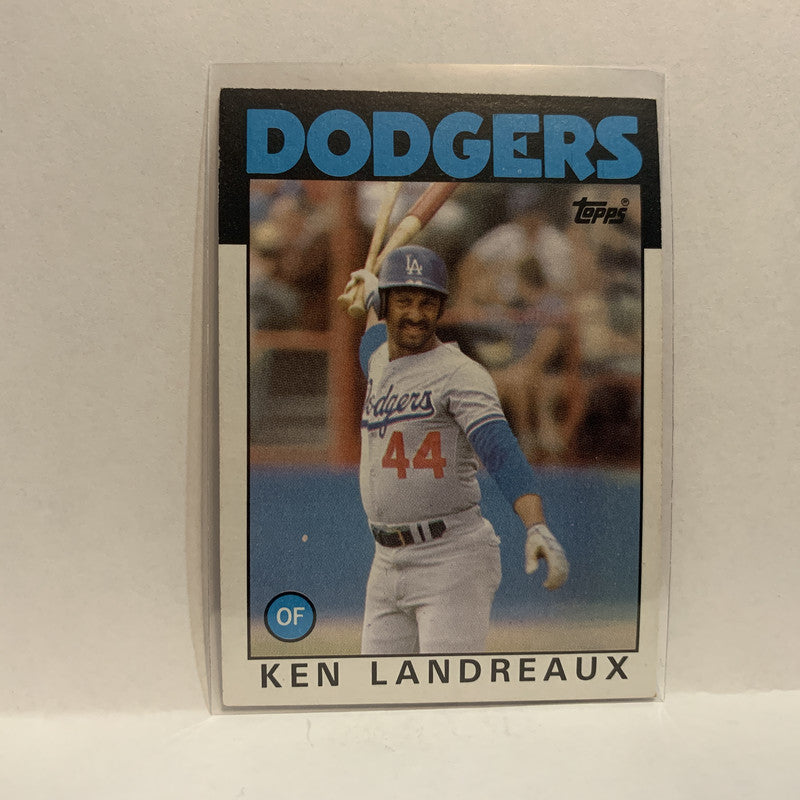 DODGERS
Topps®
LA
Dodgers
44
OF
KEN LANDREAUX